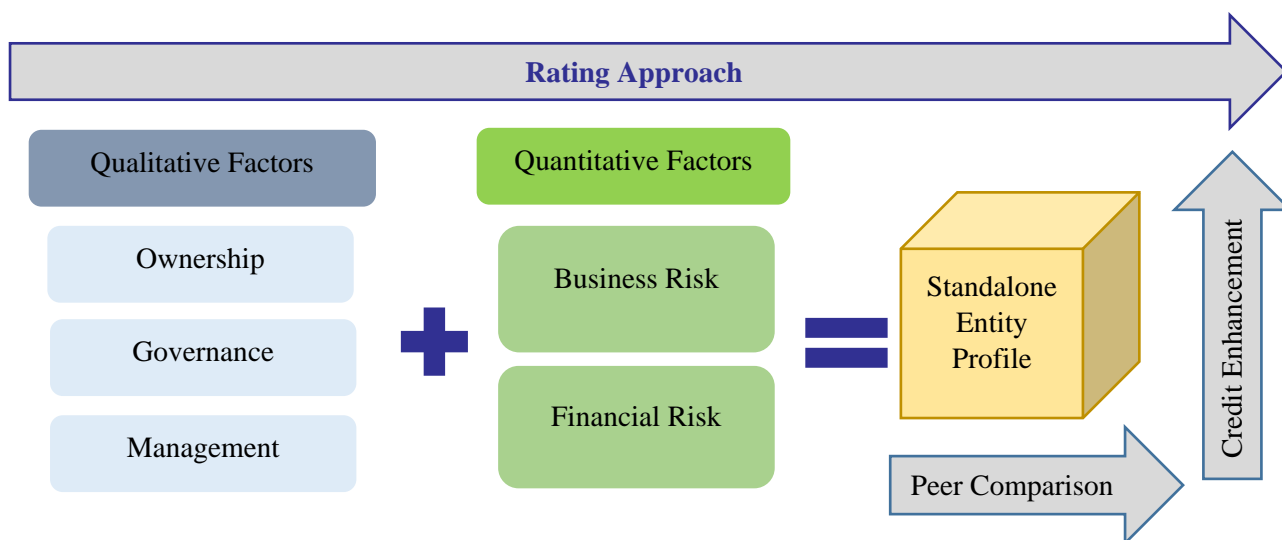 Rating Approach
Qualitative Factors
Ownership
Governance
Management
Quantitative Factors
Business Risk
Financial Risk
Standalone
Entity
Profile
Peer Comparison
Credit Enhancement